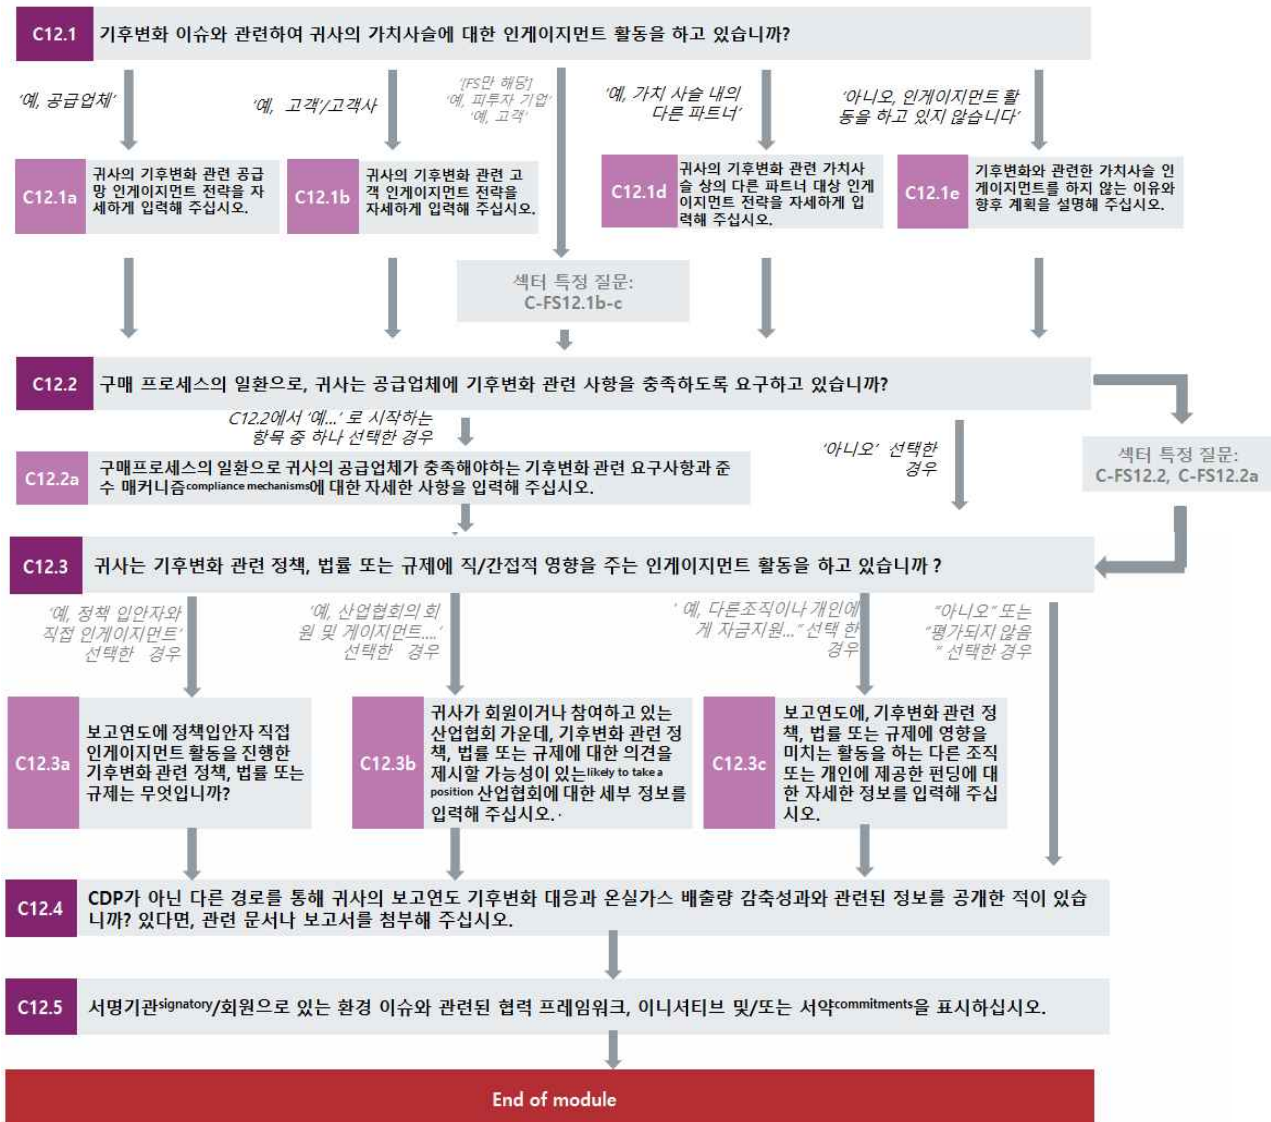 C12.1
기후변화 이슈와 관련하여 귀사의 가치사슬에 대한 인게이지먼트 활동을 하고 있습니까?
‘예, 공급업체’
‘예, 고객’/고객사
‘[FS만 해당]
‘예, 피투자 기업’
‘예, 고객’
‘예, 가치 사슬 내의
다른 파트너’
‘아니오, 인게이지먼트 활
동을 하고 있지 않습니다’
C12.1a
귀사의 기후변화 관련 공급
망 인게이지먼트 전략을 자
세하게 입력해 주십시오.
C12.1b
귀사의 기후변화 관련 고
객 인게이지먼트 전략을
자세하게 입력해 주십시오.
C12.1d
귀사의 기후변화 관련 가치사
슬 상의 다른 파트너 대상 인게
이지먼트 전략을 자세하게 입
력해 주십시오.
C12.1e
기후변화와 관련한 가치사슬 인
게이지먼트를 하지 않는 이유와
향후 계획을 설명해 주십시오.
섹터 특정 질문:
C-FS12.1b-c
C12.2
구매 프로세스의 일환으로, 귀사는 공급업체에 기후변화 관련 사항을 충족하도록 요구하고 있습니까?
C12.2에서 ‘예...’ 로 시작하는
항목 중 하나 선택한 경우
‘아니오’ 선택한
경우
섹터 특정 질문:
C-FS12.2, C-FS12.2a
C12.2a
구매프로세스의 일환으로 귀사의 공급업체가 충족해야하는 기후변화 관련 요구사항과 준
수 매커니즘compliance mechanisms에 대한 자세한 사항을 입력해 주십시오.
C12.3
귀사는 기후변화 관련 정책, 법률 또는 규제에 직/간접적 영향을 주는 인게이지먼트 활동을 하고 있습니까 ?
‘예, 정책 입안자와
직접 인게이지먼트’
선택한 경우
‘예, 산업협회의 회
원 및 게이지먼트....’
선택한 경우
‘ 예, 다른조직이나 개인에
게 자금지원...” 선택 한
경우
“아니오” 또는
“평가되지 않음
” 선택한 경우
C12.3a
보고연도에 정책입안자 직접
인게이지먼트 활동을 진행한
기후변화 관련 정책, 법률 또는
규제는 무엇입니까?
C12.3b
귀사가 회원이거나 참여하고 있는
산업협회 가운데, 기후변화 관련 정
책, 법률 또는 규제에 대한 의견을
제시할 가능성이 있는likely to take a
position 산업협회에 대한 세부 정보를
입력해 주십시오. ·
C12.3c
보고연도에, 기후변화 관련 정
책, 법률 또는 규제에 영향을
미치는 활동을 하는 다른 조직
또는 개인에 제공한 펀딩에 대
한 자세한 정보를 입력해 주십
시오.
C12.4
CDP가 아닌 다른 경로를 통해 귀사의 보고연도 기후변화 대응과 온실가스 배출량 감축성과와 관련된 정보를 공개한 적이 있습
니까? 있다면, 관련 문서나 보고서를 첨부해 주십시오.
C12.5
서명기관signatory/회원으로 있는 환경 이슈와 관련된 협력 프레임워크, 이니셔티브 및/또는 서약commitments을 표시하십시오.
End of module